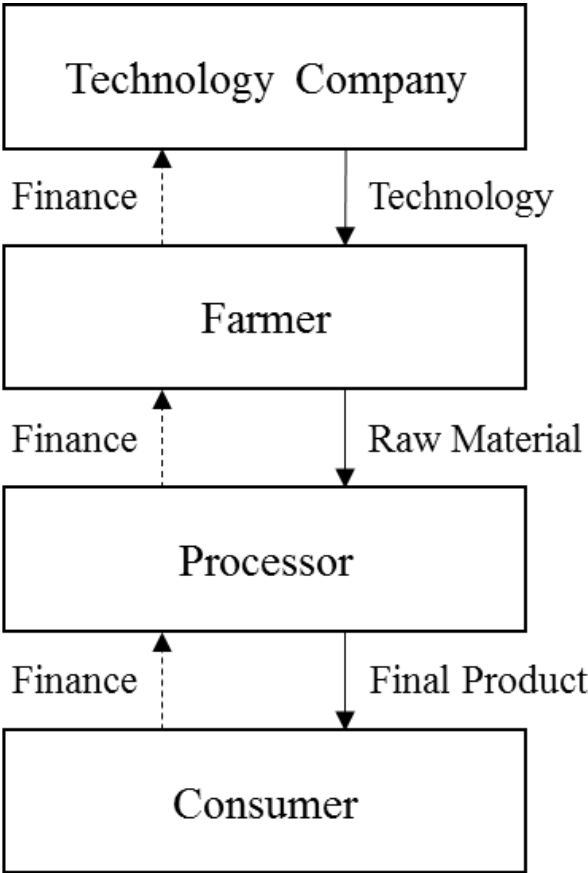 Technology Company
Finance
Technology
Farmer
Finance
Raw Material
Processor
Finance
Final Product
Consumer